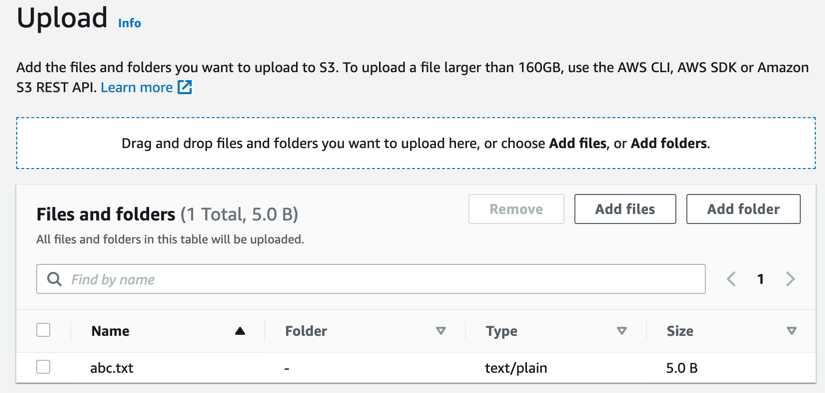 Upload Info
Add the files and folders you want to upload to S3. To upload a file larger than 160GB, use the AWS CLI, AWS SDK or Amazon
S3 REST API. Learn more
Drag and drop files and folders you want to upload here, or choose Add files, or Add folders.
Files and folders (1 Total, 5.0 B) Remove Add files Add folder
All files and folders in this table will be uploaded.
Find by name 1
Name Folder Type Size
abc.txt - text/plain 5.0 B